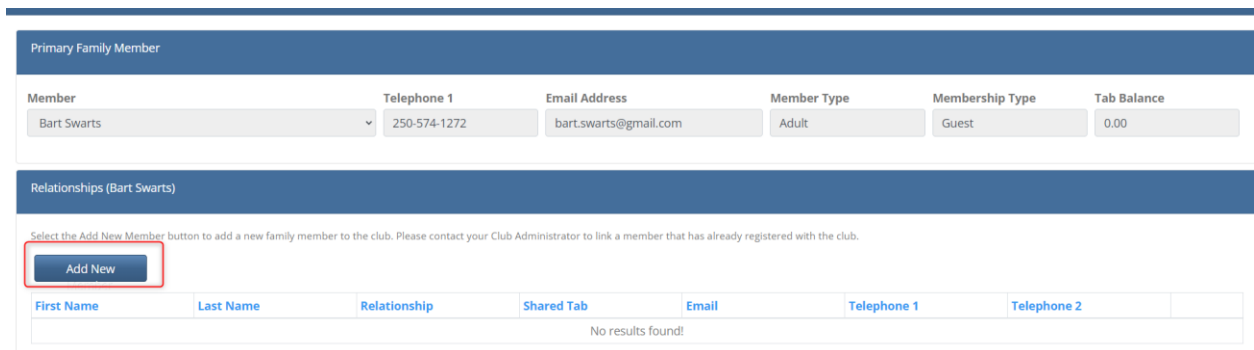 Primary Family Member
Member Telephone 1 Email Address Member Type Membership Type Tab Balance
Bart Swarts 250-574-1272 bart.swarts@gmail.com Adult Guest 0.00
Relationships (Bart Swarts)
Select the Add New Member button to add a new family member to the club. Please contact your Club Administrator to link a member that has already registered with the club.
Add New
First Name Last Name Relationship Shared Tab Email Telephone 1 Telephone 2
No results found!